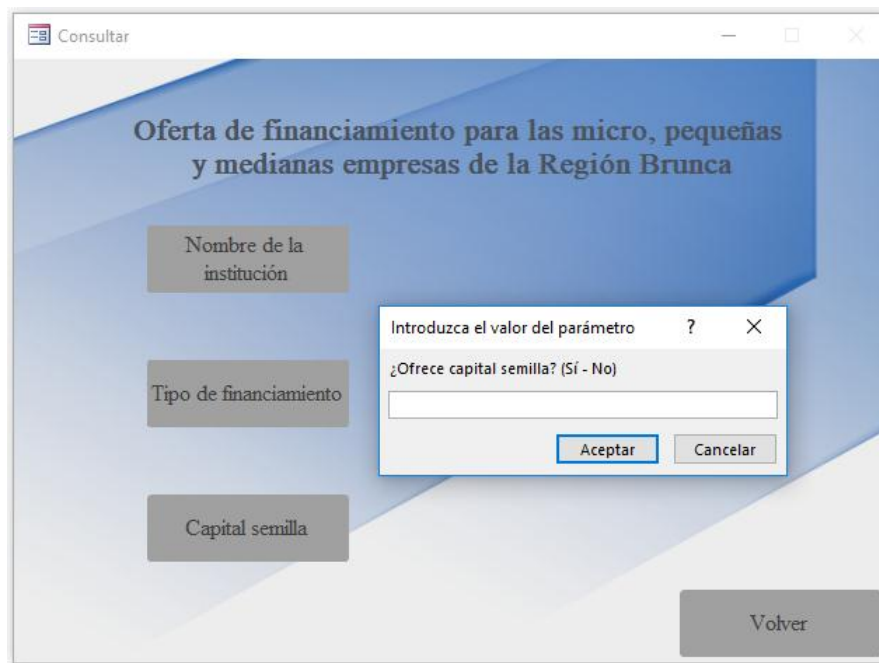 Consultar
Oferta de financiamiento para las micro, pequeñas
y medianas empresas de la Región Brunca
Nombre de la
institución
Introduzca el valor del parámetro ?
¿Ofrece capital semilla? (Sí - No)
Aceptar Cancelar
Tipo de financiamiento
Capital semilla
Volver